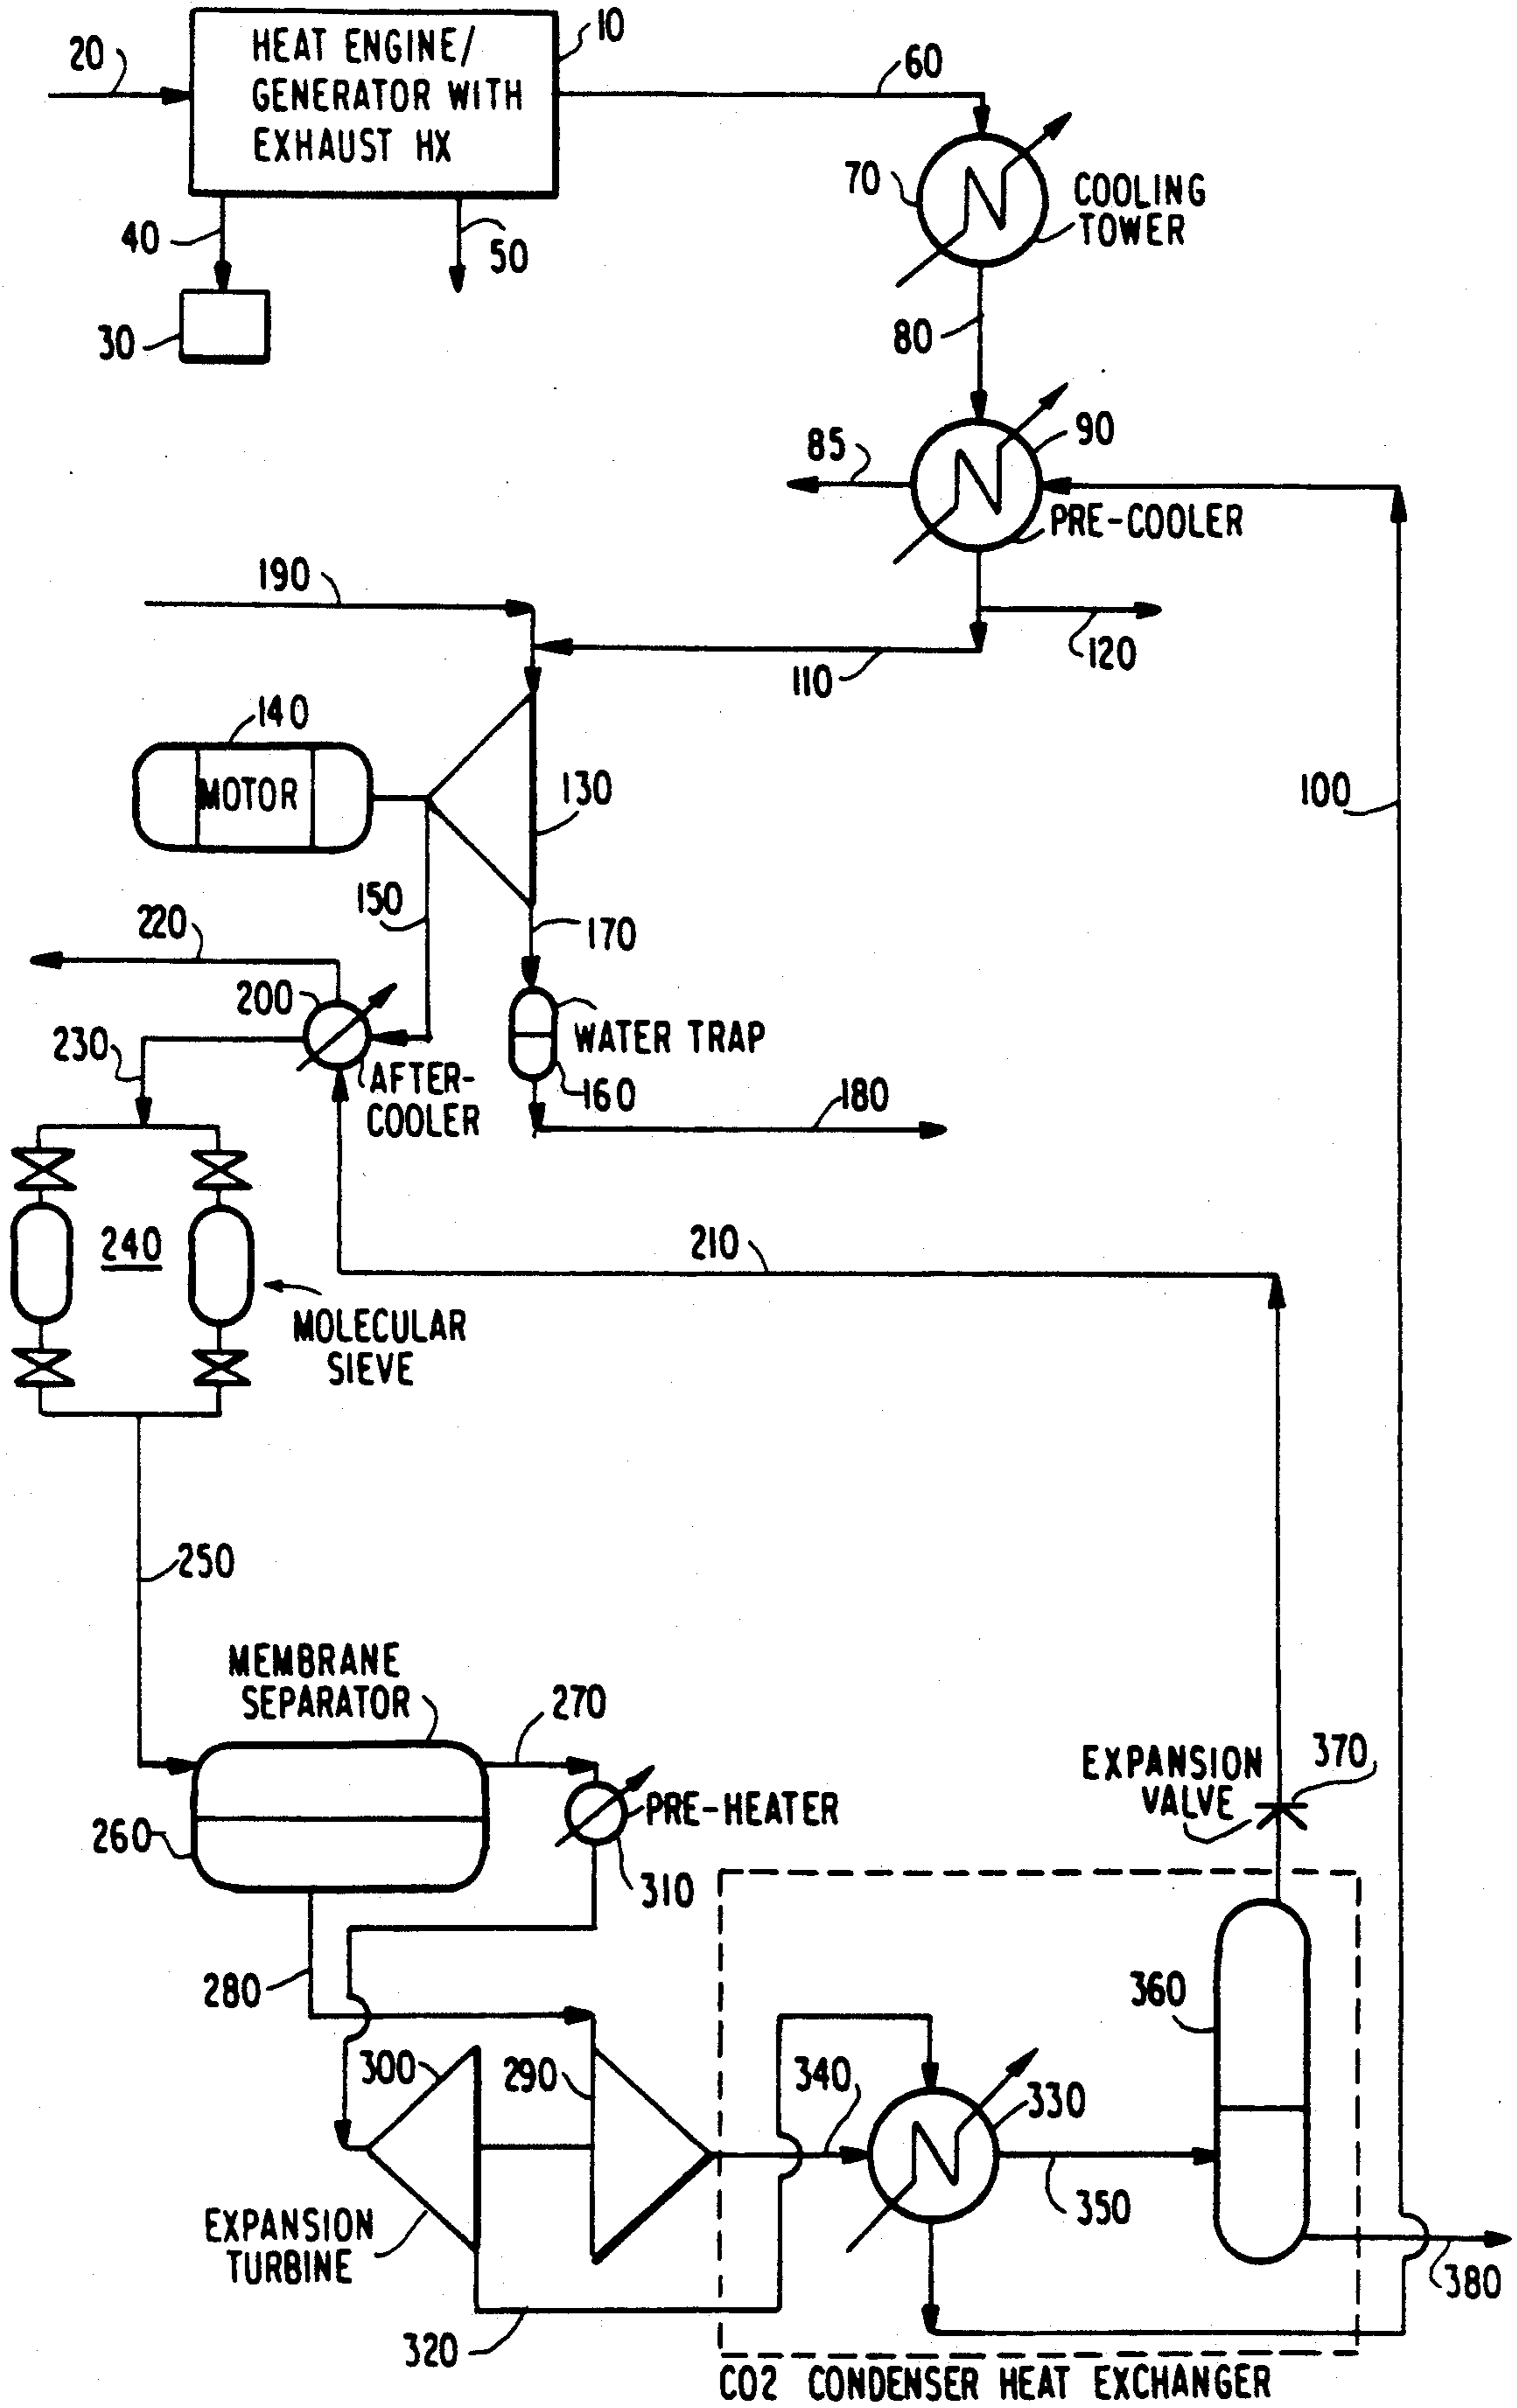 20
HEAT ENGINE/
GENERATOR WITH
EXHAUST HX
10
60
40
50
30
70
COOLING
TOWER
80
85
90
PRE-COOLER
190
110
120
140
MOTOR
130
100
150
170
220
200
230
AFTER-
COOLER
WATER TRAP
160
180
240
210
MOLECULAR
SIEVE
250
MEMBRANE
SEPARATOR
270
260
PRE-HEATER
310
EXPANSION
VALVE
370
280
300
290
340
330
360
350
EXPANSION
TURBINE
320
380
CO2 CONDENSER HEAT EXCHANGER